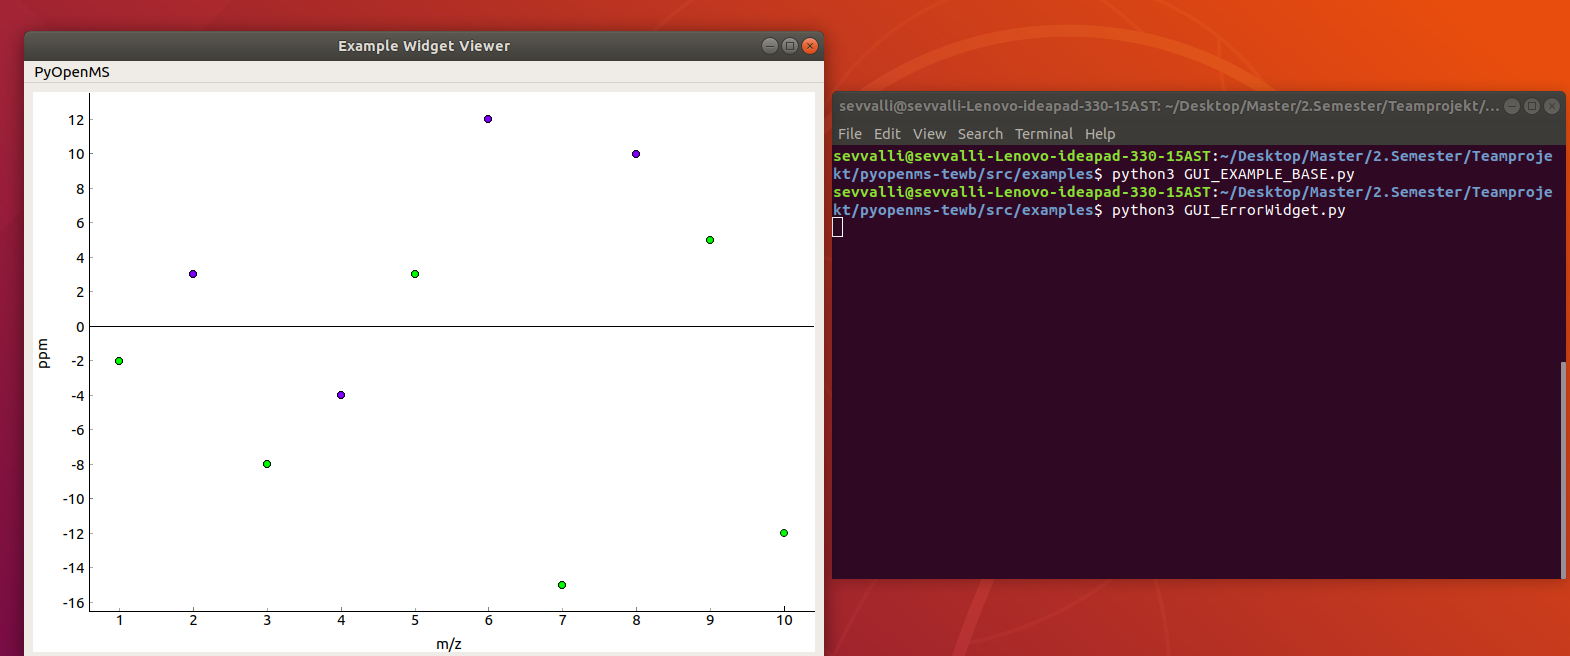 Example Widget Viewer
PyOpenMS
12
10
8
6
4
2
0
-2
-4
-6
-8
-10
-12
-14
-16
ppm
1 2 3 4 5 6 7 8 9 10
m/z
sevvalli@sevvalli-Lenovo-ideapad-330-15AST: ~/Desktop/Master/2.Semester/Teamprojekt/...
File Edit View Search Terminal Help
sevvalli@sevvalli-Lenovo-ideapad-330-15AST:~/Desktop/Master/2.Semester/Teamproje
kt/pyopenms-tewb/src/examples$ python3 GUI_EXAMPLE_BASE.py
sevvalli@sevvalli-Lenovo-ideapad-330-15AST:~/Desktop/Master/2.Semester/Teamproje
kt/pyopenms-tewb/src/examples$ python3 GUI_ErrorWidget.py